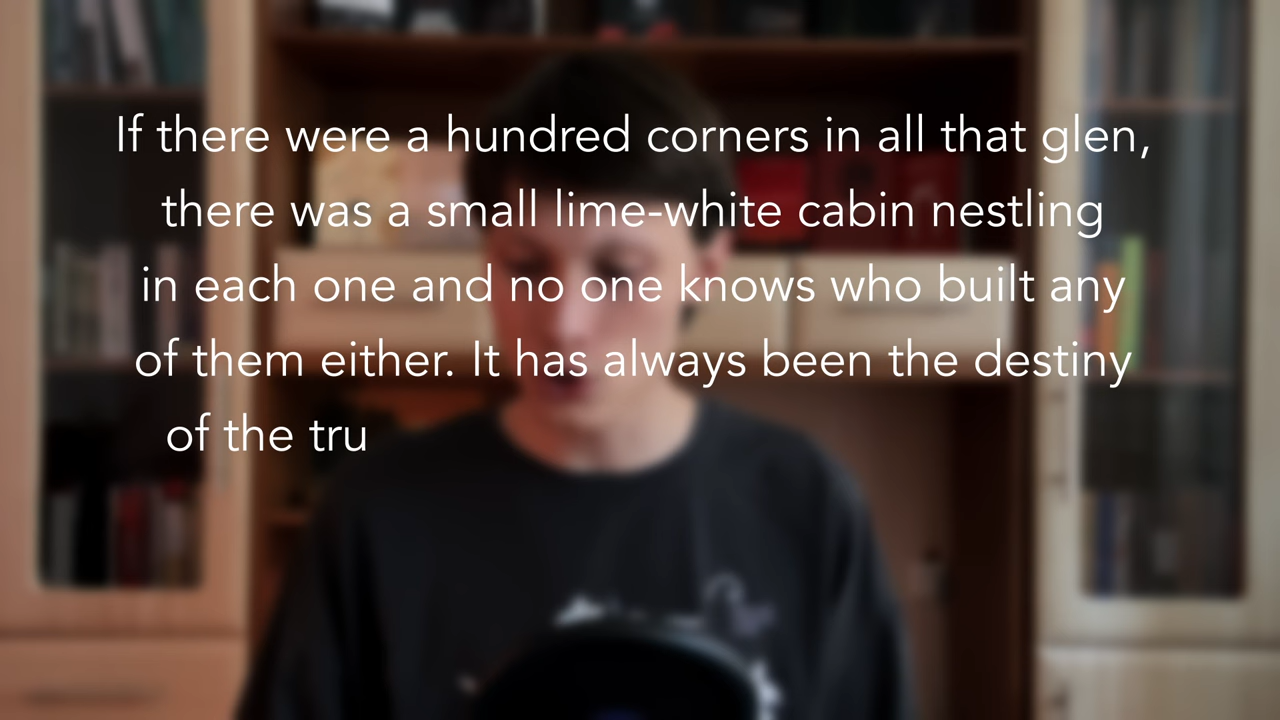 If there were a hundred corners in all that glen,
there was a small lime-white cabin nestling
in each one and no one knows who built any
of them either. It has always been the destiny
of the tru